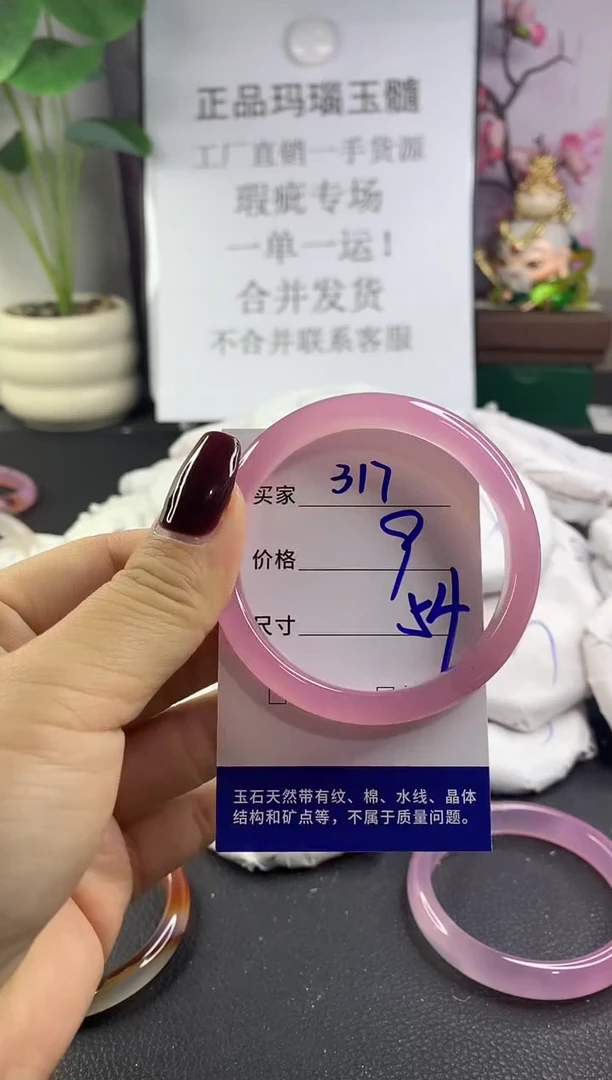 正品玛瑙玉髓
工厂直销一手货源
瑕疵专场
一单一运！
合并发货
不合并联系客服
买家 317
价格 9
尺寸 54
玉石天然带有纹、棉、水线、晶体
结构和矿点等，不属于质量问题。